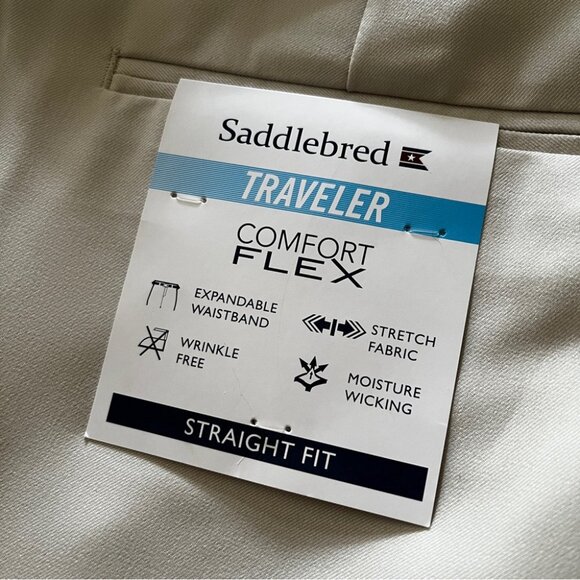 Saddlebred
TRAVELER
COMFORT
FLEX
EXPANDABLE
WAISTBAND
STRETCH
FABRIC
WRINKLE
FREE
MOISTURE
WICKING
STRAIGHT FIT